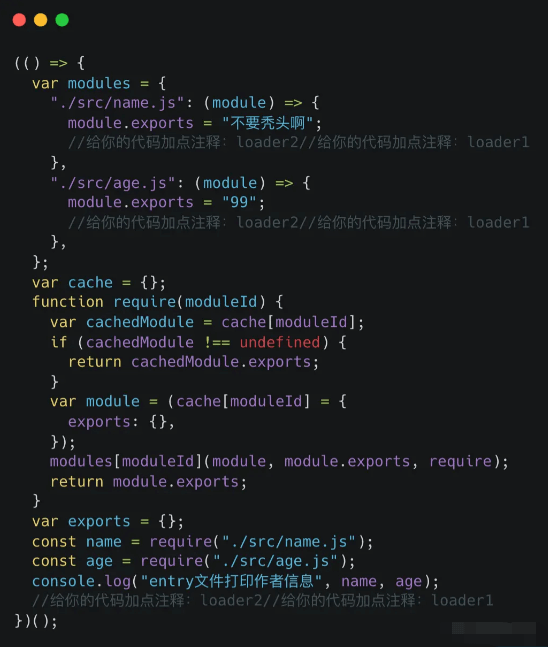 (() => {
  var modules = {
    "./src/name.js": (module) => {
      module.exports = "不要秃头啊";
      //给你的代码加点注释：loader2//给你的代码加点注释：loader1
    },
    "./src/age.js": (module) => {
      module.exports = "99";
      //给你的代码加点注释：loader2//给你的代码加点注释：loader1
    },
  };
  var cache = {};
  function require(moduleId) {
    var cachedModule = cache[moduleId];
    if (cachedModule !== undefined) {
      return cachedModule.exports;
    }
    var module = (cache[moduleId] = {
      exports: {},
    });
    modules[moduleId](module, module.exports, require);
    return module.exports;
  }
  var exports = {};
  const name = require("./src/name.js");
  const age = require("./src/age.js");
  console.log("entry文件打印作者信息", name, age);
  //给你的代码加点注释：loader2//给你的代码加点注释：loader1
})();